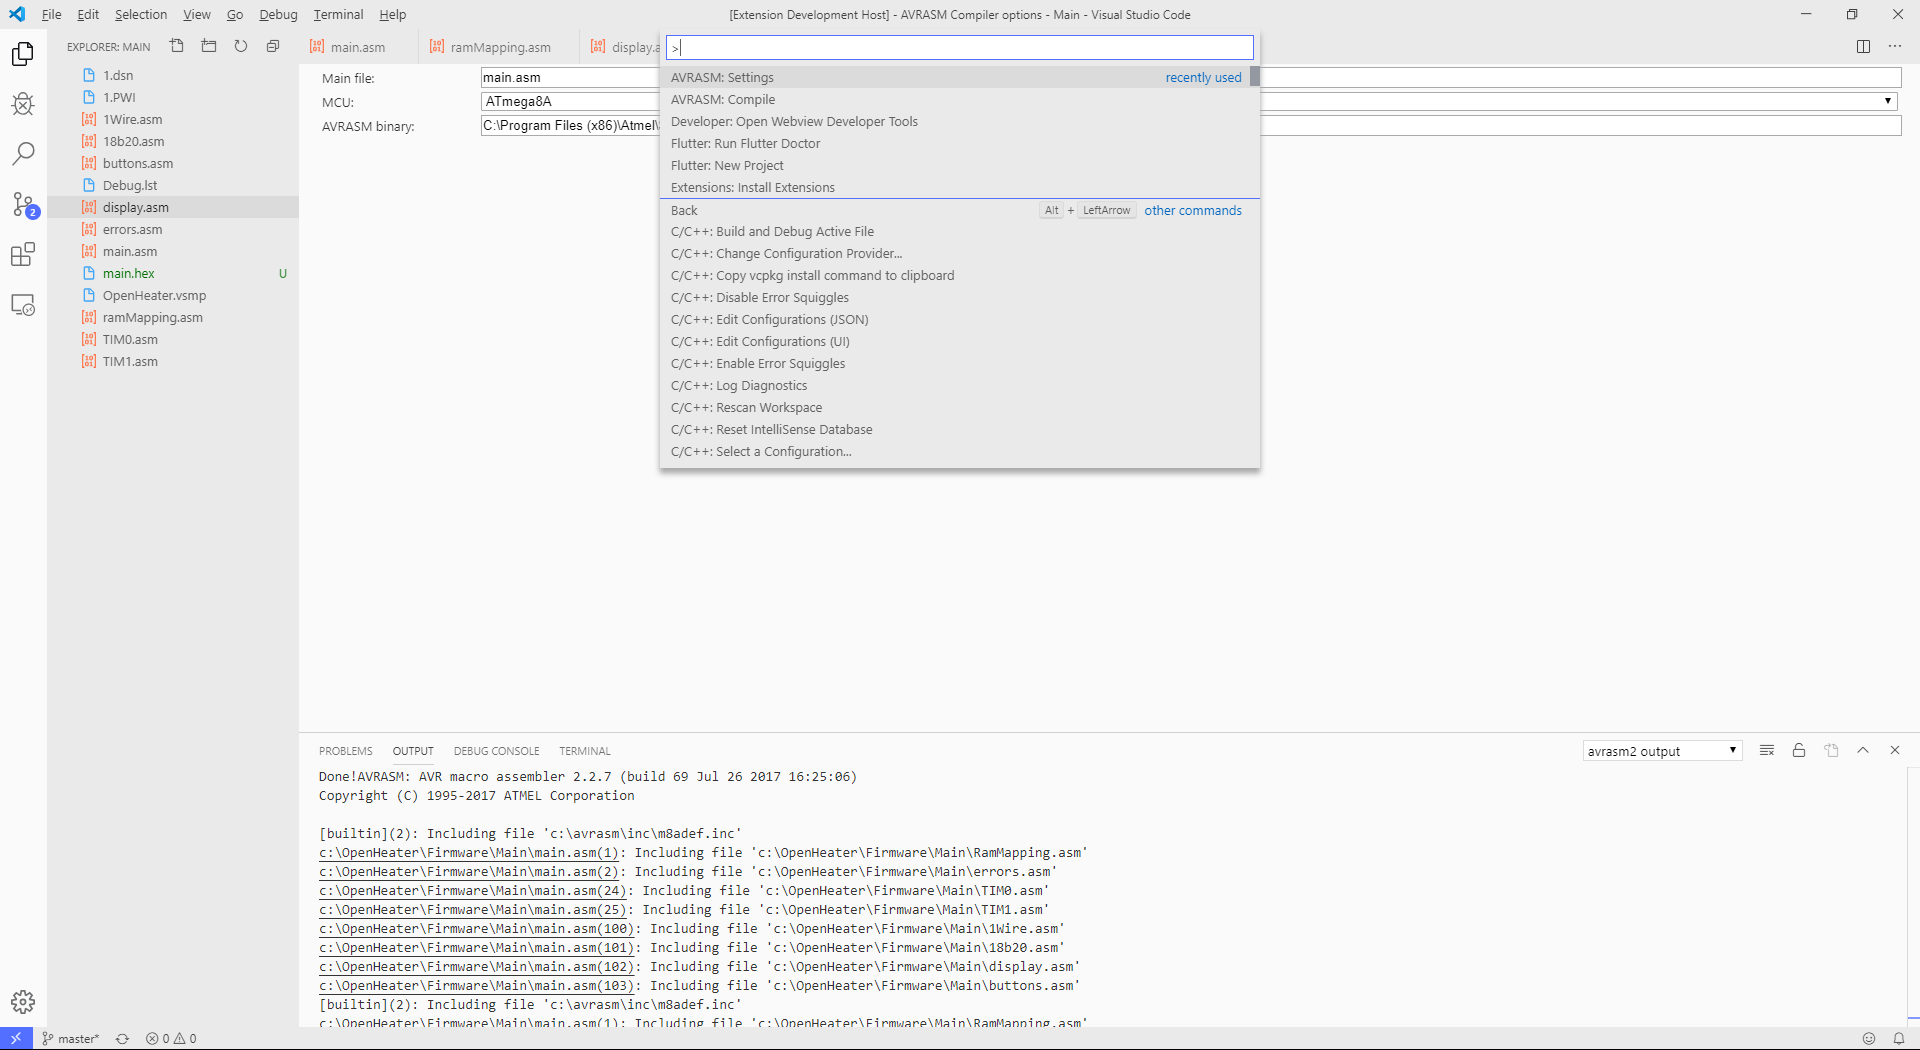 File Edit Selection View Go Debug Terminal Help
[Extension Development Host] - AVRASM Compiler options - Main - Visual Studio Code
EXPLORER: MAIN
1.dsn
1.PWI
1Wire.asm
18b20.asm
buttons.asm
Debug.lst
display.asm
errors.asm
main.asm
main.hex U
OpenHeater.vsmp
ramMapping.asm
TIM0.asm
TIM1.asm
2
main.asm ramMapping.asm display.a
Main file: main.asm
MCU: ATmega8A
AVRASM binary: C:\Program Files (x86)\Atmel\
>
AVRASM: Settings recently used
AVRASM: Compile
Developer: Open Webview Developer Tools
Flutter: Run Flutter Doctor
Flutter: New Project
Extensions: Install Extensions
Back Alt + LeftArrow other commands
C/C++: Build and Debug Active File
C/C++: Change Configuration Provider...
C/C++: Copy vcpkg install command to clipboard
C/C++: Disable Error Squiggles
C/C++: Edit Configurations (JSON)
C/C++: Edit Configurations (UI)
C/C++: Enable Error Squiggles
C/C++: Log Diagnostics
C/C++: Rescan Workspace
C/C++: Reset IntelliSense Database
C/C++: Select a Configuration...
PROBLEMS OUTPUT DEBUG CONSOLE TERMINAL avrasm2 output
Done!AVRASM: AVR macro assembler 2.2.7 (build 69 Jul 26 2017 16:25:06)
Copyright (C) 1995-2017 ATMEL Corporation
[builtin](2): Including file 'c:\avrasm\inc\m8adef.inc'
c:\OpenHeater\Firmware\Main\main.asm(1): Including file 'c:\OpenHeater\Firmware\Main\RamMapping.asm'
c:\OpenHeater\Firmware\Main\main.asm(2): Including file 'c:\OpenHeater\Firmware\Main\errors.asm'
c:\OpenHeater\Firmware\Main\main.asm(24): Including file 'c:\OpenHeater\Firmware\Main\TIM0.asm'
c:\OpenHeater\Firmware\Main\main.asm(25): Including file 'c:\OpenHeater\Firmware\Main\TIM1.asm'
c:\OpenHeater\Firmware\Main\main.asm(100): Including file 'c:\OpenHeater\Firmware\Main\1Wire.asm'
c:\OpenHeater\Firmware\Main\main.asm(101): Including file 'c:\OpenHeater\Firmware\Main\18b20.asm'
c:\OpenHeater\Firmware\Main\main.asm(102): Including file 'c:\OpenHeater\Firmware\Main\display.asm'
c:\OpenHeater\Firmware\Main\main.asm(103): Including file 'c:\OpenHeater\Firmware\Main\buttons.asm'
[builtin](2): Including file 'c:\avrasm\inc\m8adef.inc'
c:\OpenHeater\Firmware\Main\main.asm(1): Including file 'c:\OpenHeater\Firmware\Main\RamMapping.asm'
master* 0 0